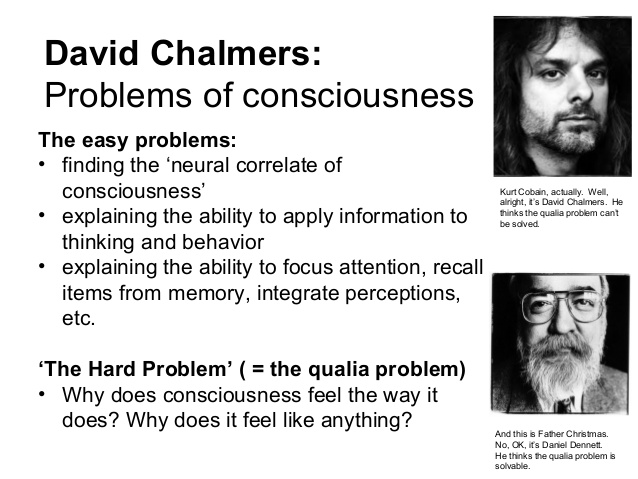 David Chalmers:
Problems of consciousness
The easy problems:
• finding the ‘neural correlate of
consciousness’
• explaining the ability to apply information to
thinking and behavior
• explaining the ability to focus attention, recall
items from memory, integrate perceptions,
etc.
‘The Hard Problem’ ( = the qualia problem)
• Why does consciousness feel the way it
does? Why does it feel like anything?
Kurt Cobain, actually. Well,
alright, it’s David Chalmers. He
thinks the qualia problem can’t
be solved.
And this is Father Christmas.
No, OK, it’s Daniel Dennett.
He thinks the qualia problem is
solvable.